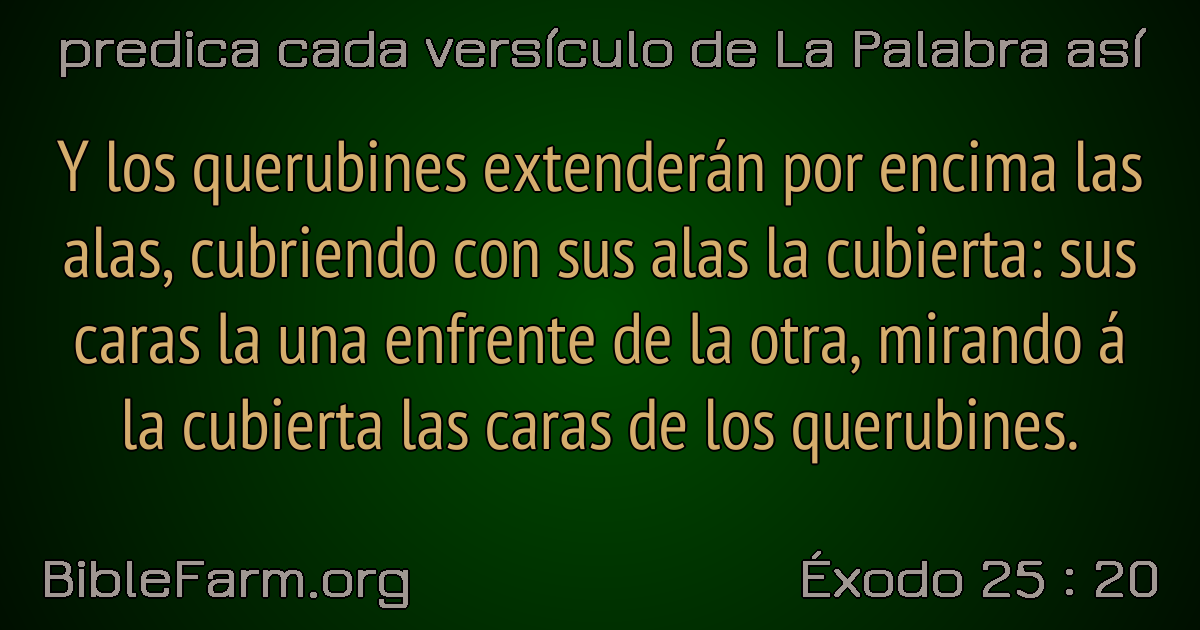 predica cada versículo de La Palabra así
Y los querubines extenderán por encima las
alas, cubriendo con sus alas la cubierta: sus
caras la una enfrente de la otra, mirando á
la cubierta las caras de los querubines.
BibleFarm.org
Éxodo 25 : 20